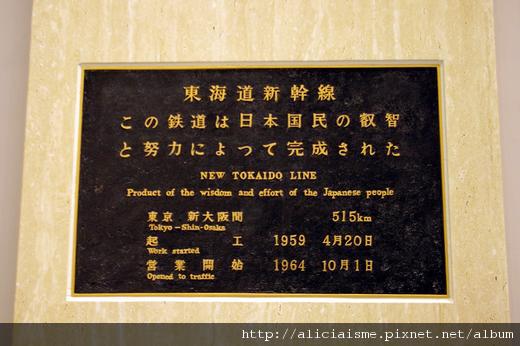 東海道新幹線
この鉄道は日本国民の叡智
と努力によって完成された
NEW TOKAIDO LINE
Product of the wisdom and effort of the Japanese people
東京 新大阪間 515km
Tokyo-Shin-Osaka
起 工 1959 4月20日
Work started
営業開始 1964 10月1日
Opened to traffic
http://aliciaisme.pixnet.net/album